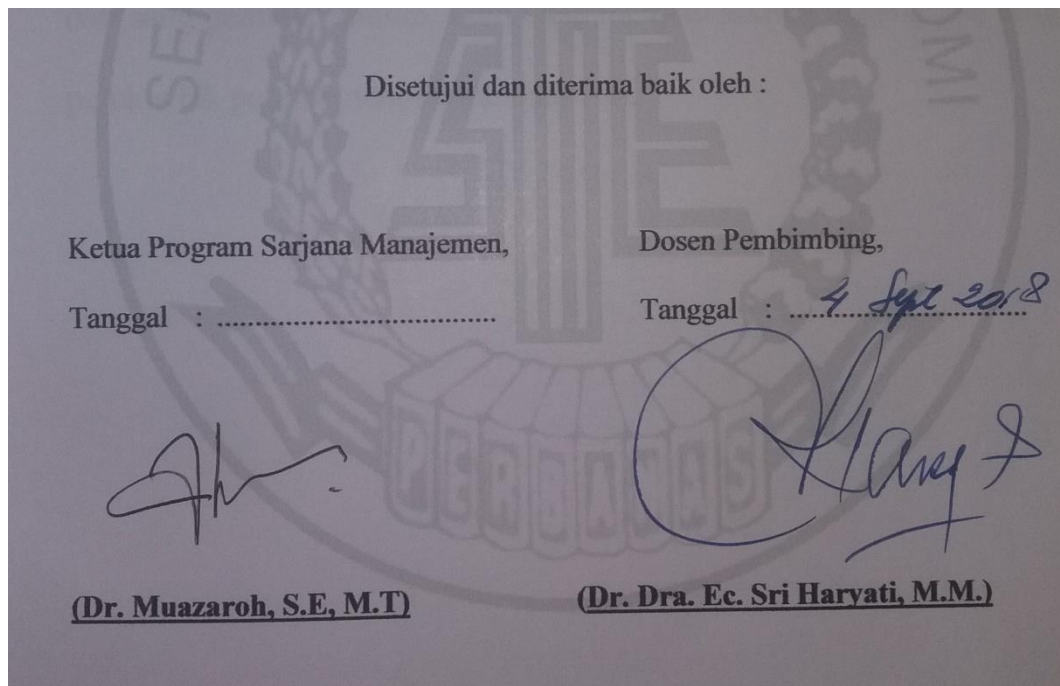 Disetujui dan diterima baik oleh :
Ketua Program Sarjana Manajemen,
Tanggal : ....................................
(Dr. Muazaroh, S.E, M.T)
Dosen Pembimbing,
Tanggal : 4 Sept 2018
(Dr. Dra. Ec. Sri Haryati, M.M.)
PERBANAS